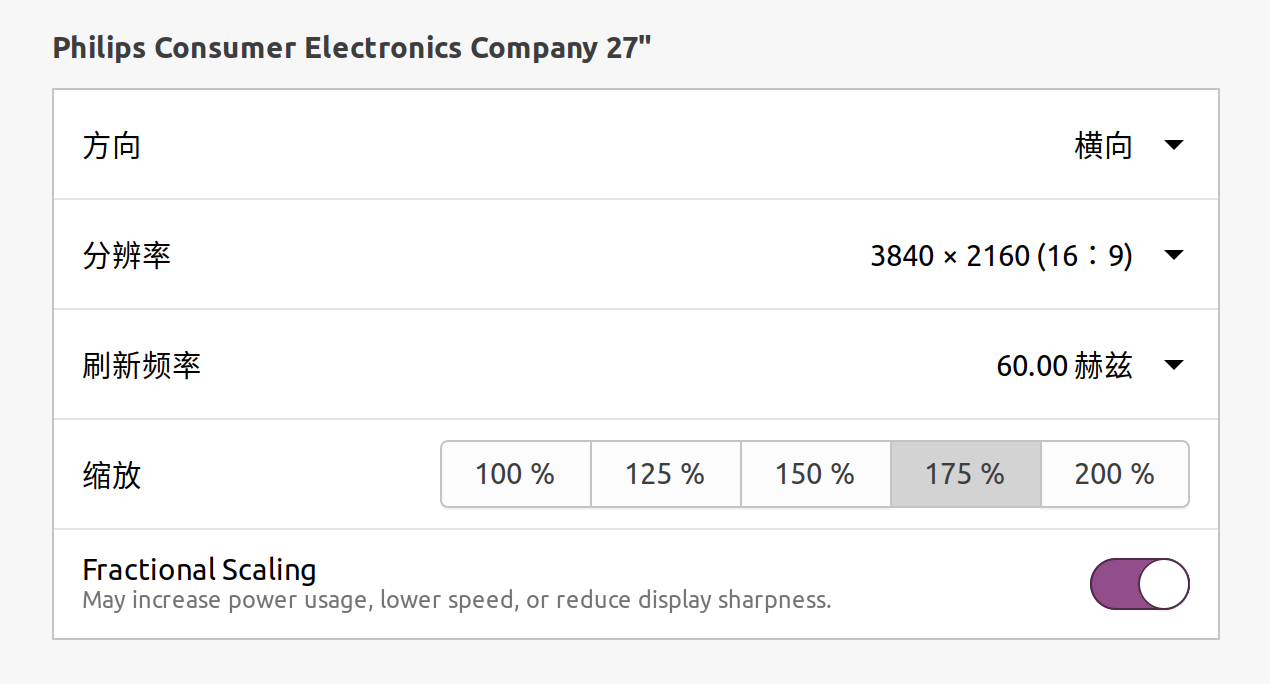 Philips Consumer Electronics Company 27"
方向 横向
分辨率 3840 × 2160 (16：9)
刷新频率 60.00 赫兹
缩放 100 % 125 % 150 % 175 % 200 %
Fractional Scaling
May increase power usage, lower speed, or reduce display sharpness.